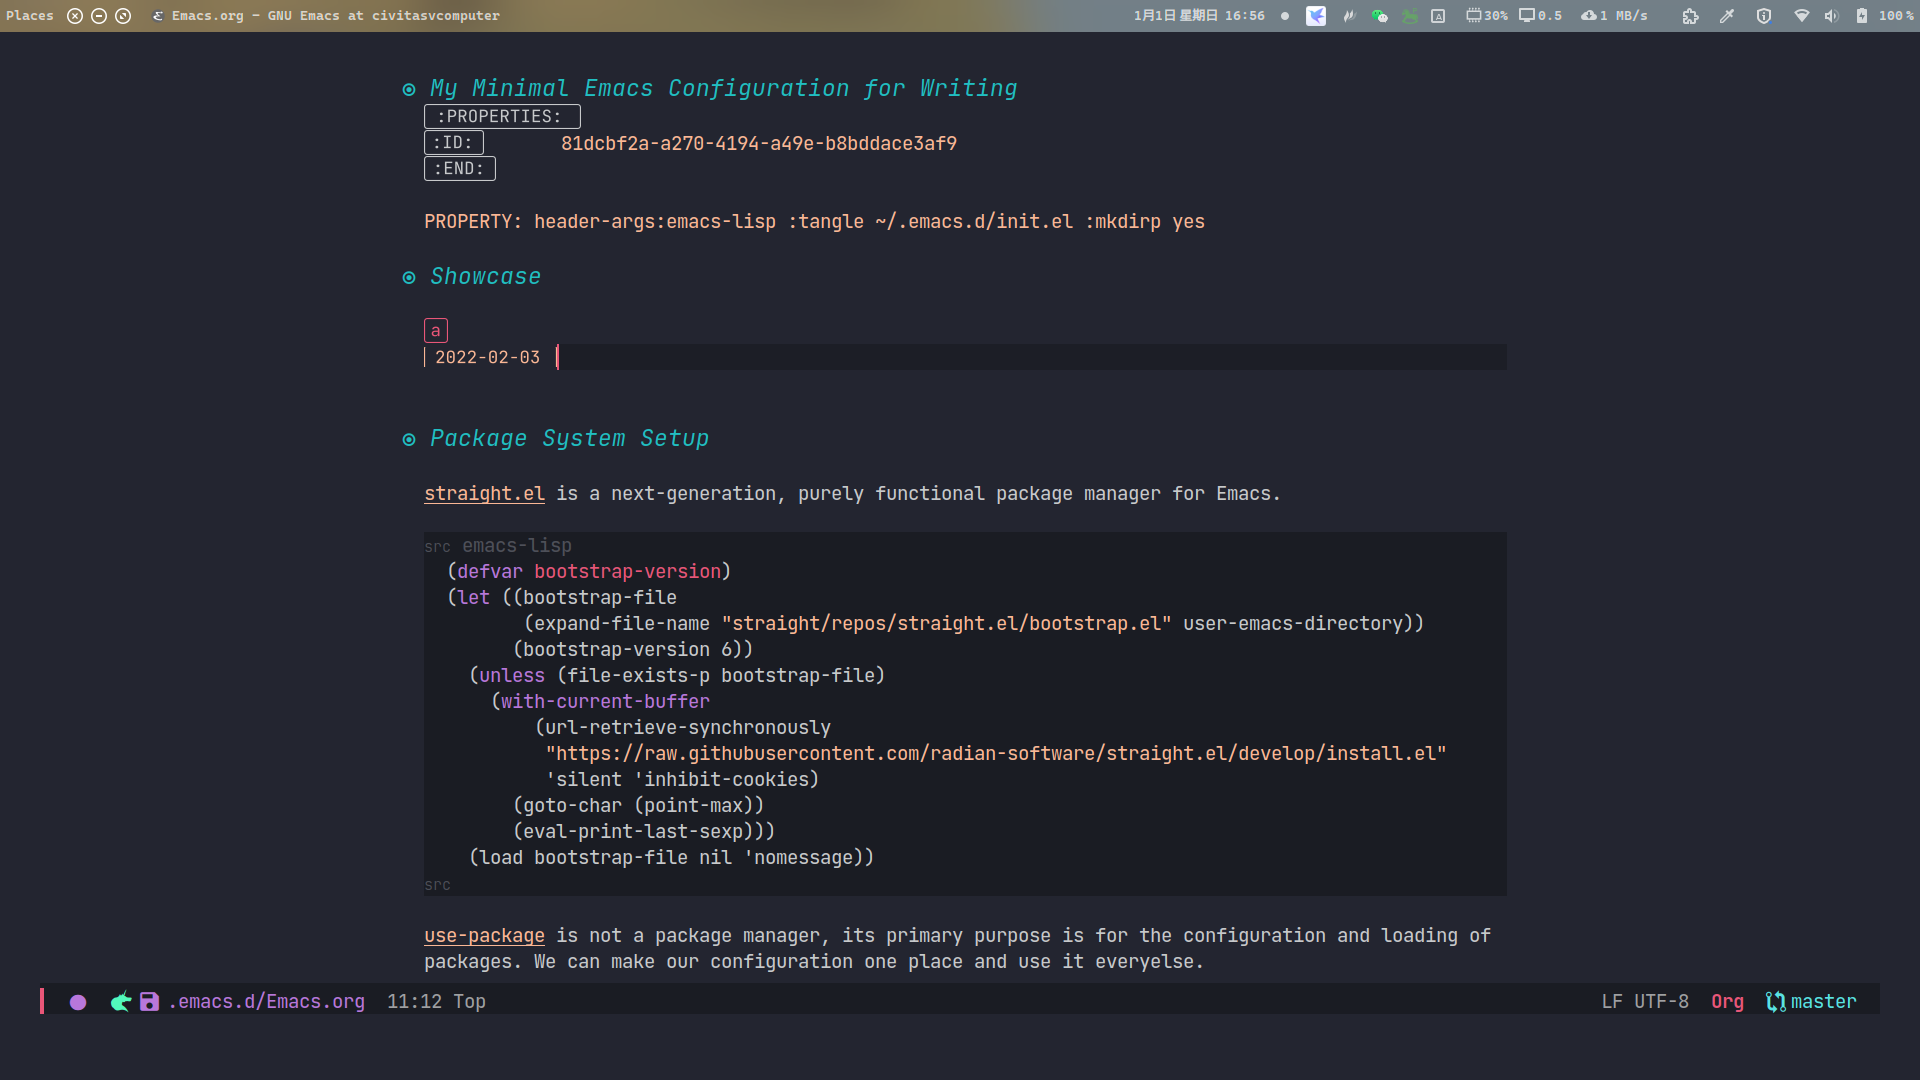 Places Emacs.org – GNU Emacs at civitasvcomputer 1月1日 星期日 16:56 A 30% 0.5 1 MB/s 100%
My Minimal Emacs Configuration for Writing
:PROPERTIES:
:ID: 81dcbf2a-a270-4194-a49e-b8bddace3af9
:END:
PROPERTY: header-args:emacs-lisp :tangle ~/.emacs.d/init.el :mkdirp yes
Showcase
a
2022-02-03
Package System Setup
straight.el is a next-generation, purely functional package manager for Emacs.
src emacs-lisp
(defvar bootstrap-version)
(let ((bootstrap-file
(expand-file-name "straight/repos/straight.el/bootstrap.el" user-emacs-directory))
(bootstrap-version 6))
(unless (file-exists-p bootstrap-file)
(with-current-buffer
(url-retrieve-synchronously
"https://raw.githubusercontent.com/radian-software/straight.el/develop/install.el"
'silent 'inhibit-cookies)
(goto-char (point-max))
(eval-print-last-sexp)))
(load bootstrap-file nil 'nomessage))
src
use-package is not a package manager, its primary purpose is for the configuration and loading of
packages. We can make our configuration one place and use it everyelse.
.emacs.d/Emacs.org 11:12 Top LF UTF-8 Org master